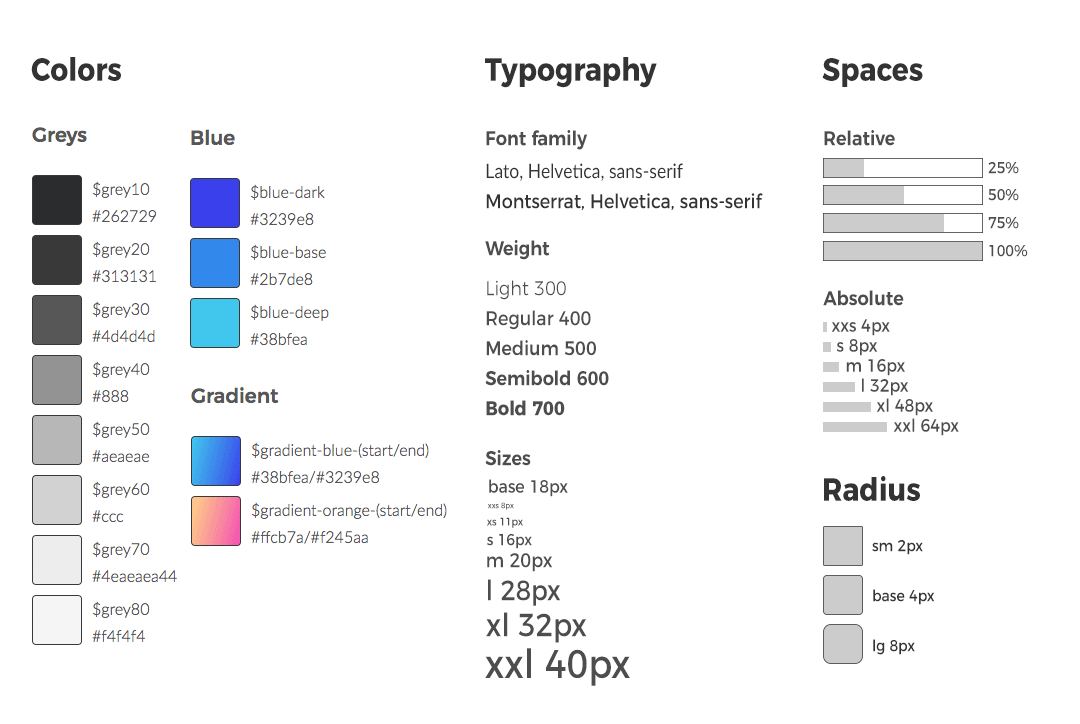 Colors
Greys
$grey10
#262729
$grey20
#313131
$grey30
#4d4d4d
$grey40
#888
$grey50
#aeaeae
$grey60
#ccc
$grey70
#4eaeaea44
$grey80
#f4f4f4
Blue
$blue-dark
#3239e8
$blue-base
#2b7de8
$blue-deep
#38bfea
Gradient
$gradient-blue-(start/end)
#38bfea/#3239e8
$gradient-orange-(start/end)
#ffcb7a/#f245aa
Typography
Font family
Lato, Helvetica, sans-serif
Montserrat, Helvetica, sans-serif
Weight
Light 300
Regular 400
Medium 500
Semibold 600
Bold 700
Sizes
base 18px
xxs 8px
xs 11px
s 16px
m 20px
l 28px
xl 32px
xxl 40px
Spaces
Relative
25%
50%
75%
100%
Absolute
xxs 4px
s 8px
m 16px
l 32px
xl 48px
xxl 64px
Radius
sm 2px
base 4px
lg 8px